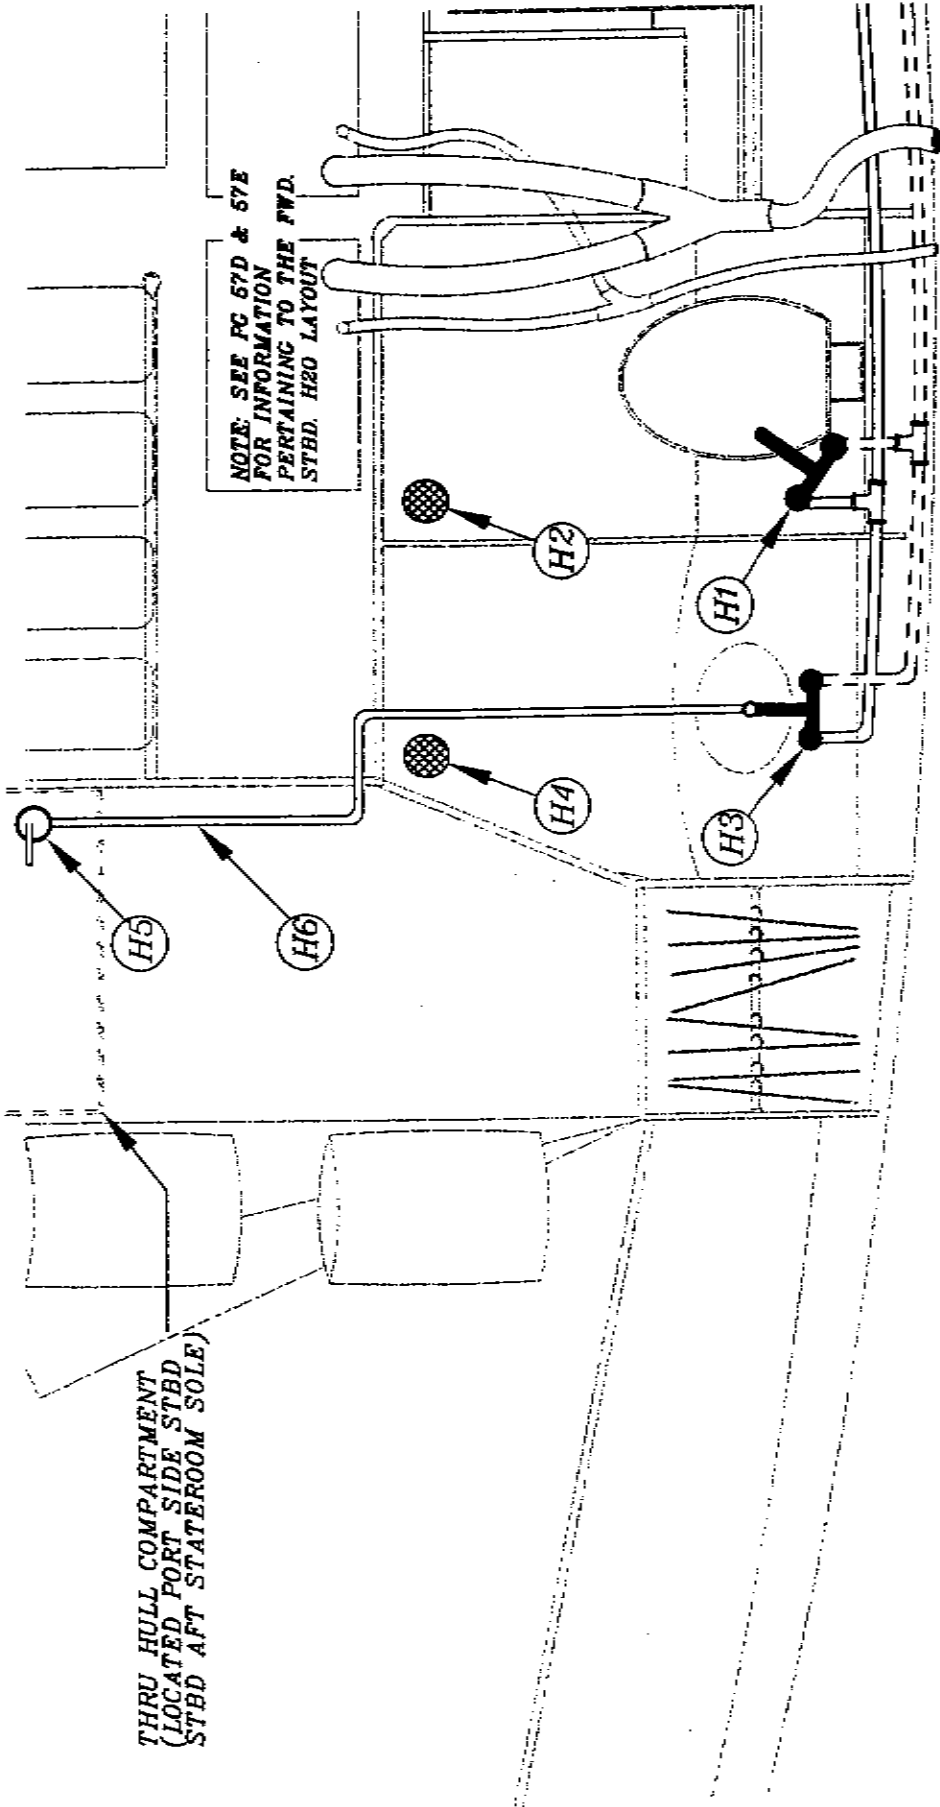 NOTE: SEE PG 57D & 57E
FOR INFORMATION
PERTAINING TO THE FWD.
STBD. H2O LAYOUT
H2
H1
H4
H3
H5
H6
THRU HULL COMPARTMENT
(LOCATED PORT SIDE STBD
STBD AFT STATEROOM SOLE)